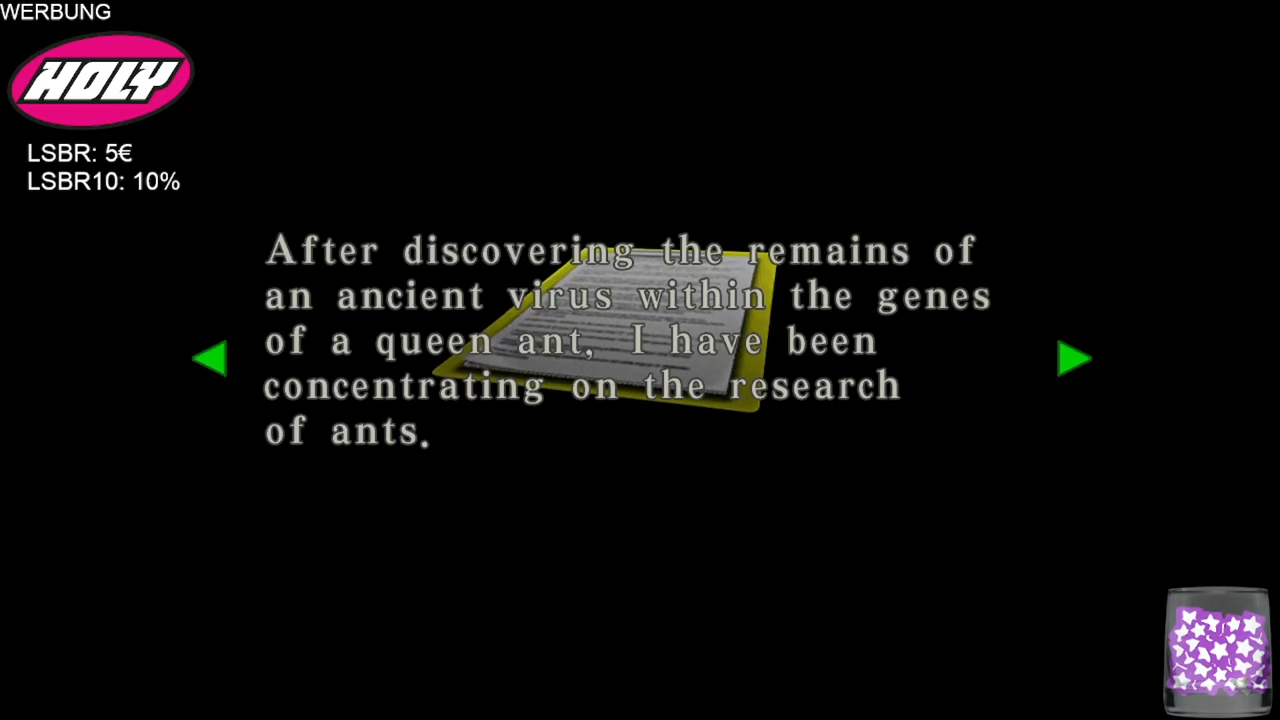 WERBUNG
HOLY
LSBR: 5€
LSBR10: 10%
After discovering the remains of
an ancient virus within the genes
of a queen ant, I have been
concentrating on the research
of ants.